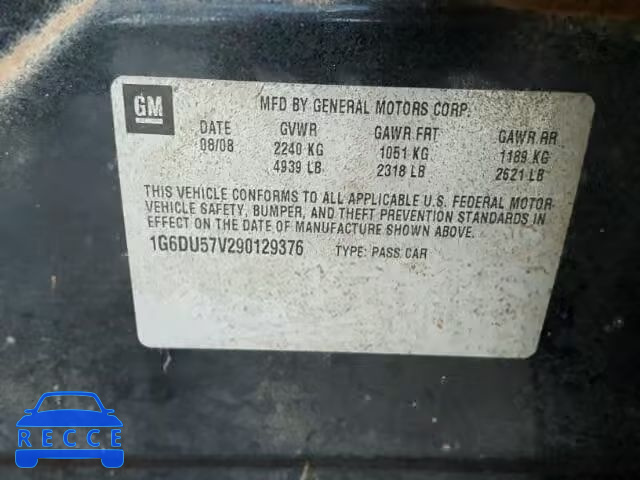 GM
MFD BY GENERAL MOTORS CORP.
DATE GVWR GAWR FRT GAWR RR
08/08 2240 KG 1051 KG 1189 KG
4939 LB 2318 LB 2621 LB
THIS VEHICLE CONFORMS TO ALL APPLICABLE U.S. FEDERAL MOTOR
VEHICLE SAFETY, BUMPER, AND THEFT PREVENTION STANDARDS IN
EFFECT ON THE DATE OF MANUFACTURE SHOWN ABOVE.
1G6DU57V290129376 TYPE: PASS CAR
RECCE